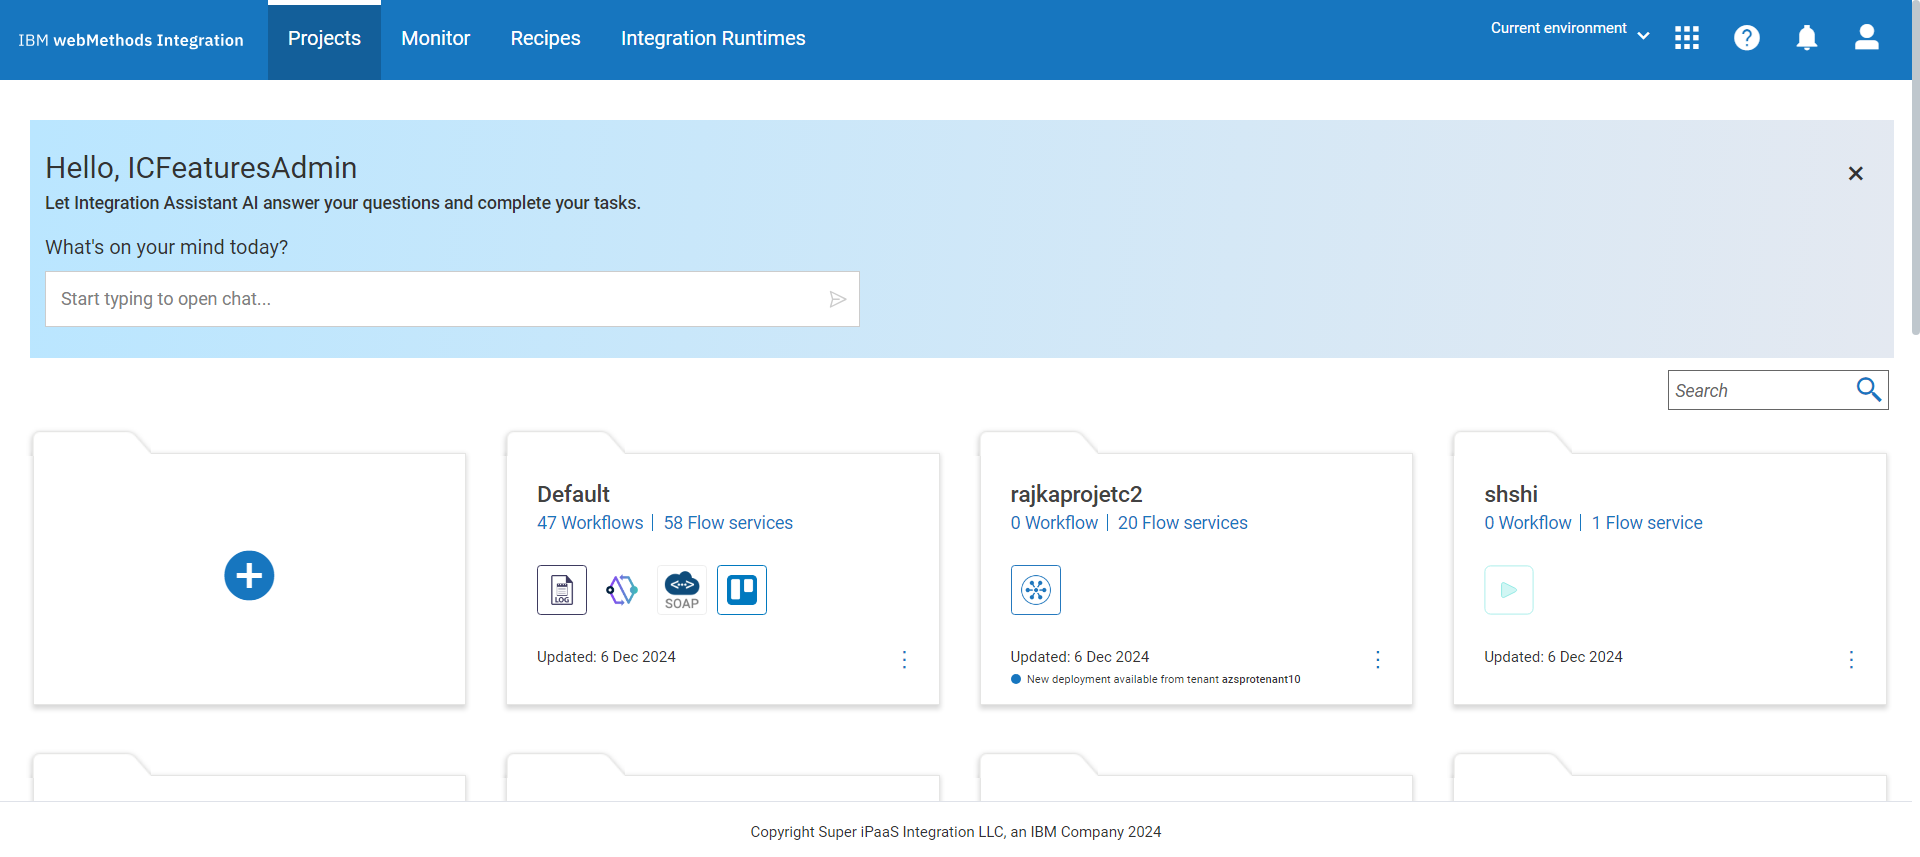 IBM webMethods Integration
Projects
Monitor
Recipes
Integration Runtimes
Current environment
Hello, ICFeaturesAdmin
Let Integration Assistant AI answer your questions and complete your tasks.
What's on your mind today?
Start typing to open chat...
Search
Default
47 Workflows | 58 Flow services
LOG
SOAP
Updated: 6 Dec 2024
rajkaprojetc2
0 Workflow | 20 Flow services
Updated: 6 Dec 2024
New deployment available from tenant azsprotenant10
shshi
0 Workflow | 1 Flow service
Updated: 6 Dec 2024
Copyright Super iPaaS Integration LLC, an IBM Company 2024